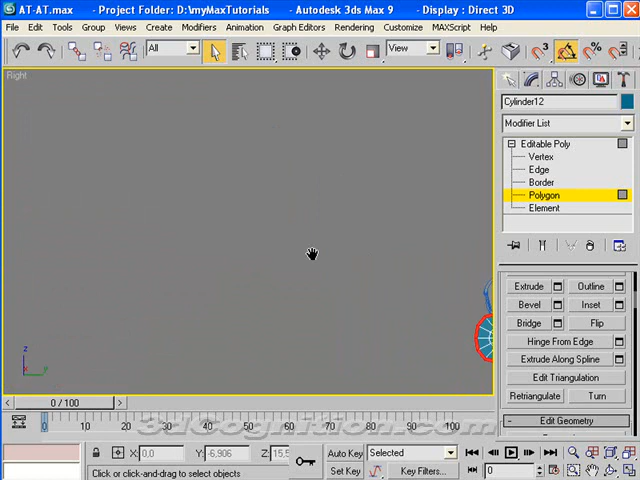 AT-AT.max - Project Folder: D:\myMaxTutorials - Autodesk 3ds Max 9 - Display : Direct 3D
File Edit Tools Group Views Create Modifiers Animation Graph Editors Rendering Customize MAXScript Help
All View 3
Right
Cylinder12
Modifier List
Editable Poly
Vertex
Edge
Border
Polygon
Element
Extrude Outline
Bevel Inset
Bridge Flip
Hinge From Edge
Extrude Along Spline
Edit Triangulation
Retriangulate Turn
- Edit Geometry
z
x y
< 0 / 100 >
0 10 20 30 40 50 60 70 80 90 100
3dCognition.com
X: 0,0 Y: -6,906 Z: 15,5
Auto Key Selected
Set Key Key Filters... 0
Click or click-and-drag to select objects